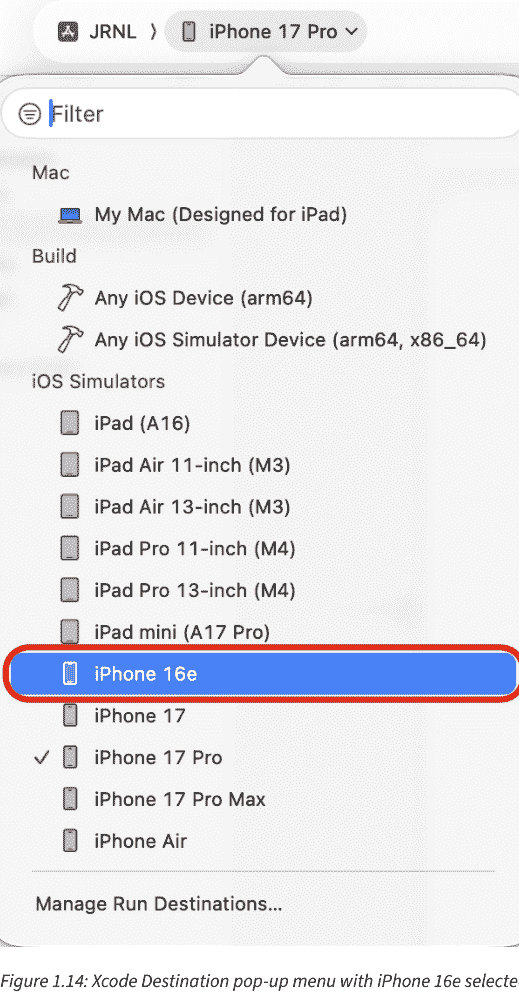 JRNL ⟩ iPhone 17 Pro
Filter
Mac
My Mac (Designed for iPad)
Build
Any iOS Device (arm64)
Any iOS Simulator Device (arm64, x86_64)
iOS Simulators
iPad (A16)
iPad Air 11-inch (M3)
iPad Air 13-inch (M3)
iPad Pro 11-inch (M4)
iPad Pro 13-inch (M4)
iPad mini (A17 Pro)
iPhone 16e
iPhone 17
iPhone 17 Pro
iPhone 17 Pro Max
iPhone Air
Manage Run Destinations...
Figure 1.14: Xcode Destination pop-up menu with iPhone 16e selecte